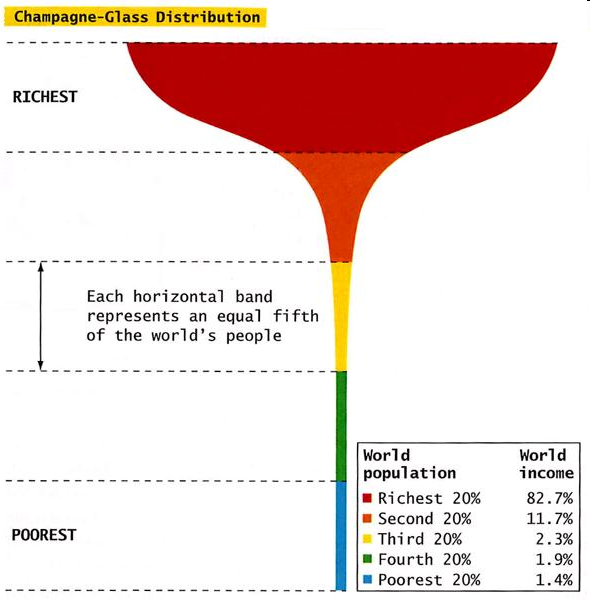 Champagne-Glass Distribution
RICHEST
Each horizontal band
represents an equal fifth
of the world's people
POOREST
World World
population income
Richest 20% 82.7%
Second 20% 11.7%
Third 20% 2.3%
Fourth 20% 1.9%
Poorest 20% 1.4%